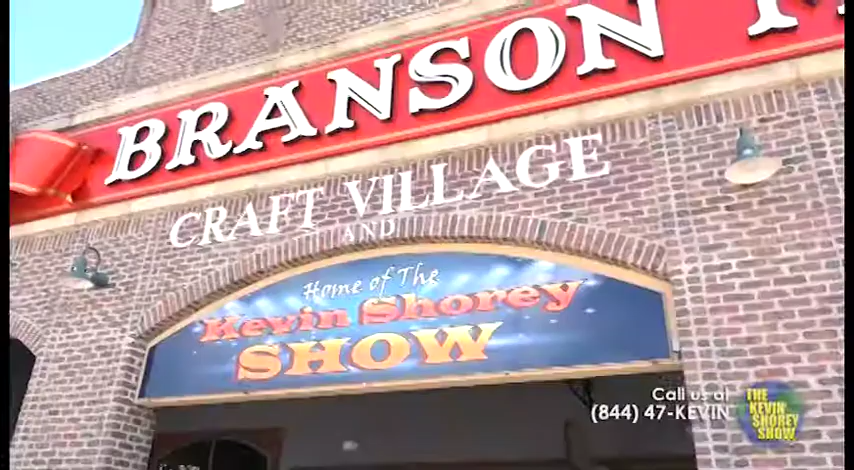 BRANSON
CRAFT VILLAGE
AND
Home of The
Kevin Shorey
SHOW
Call us at
(844) 47-KEVIN
THE
KEVIN
SHOREY
SHOW